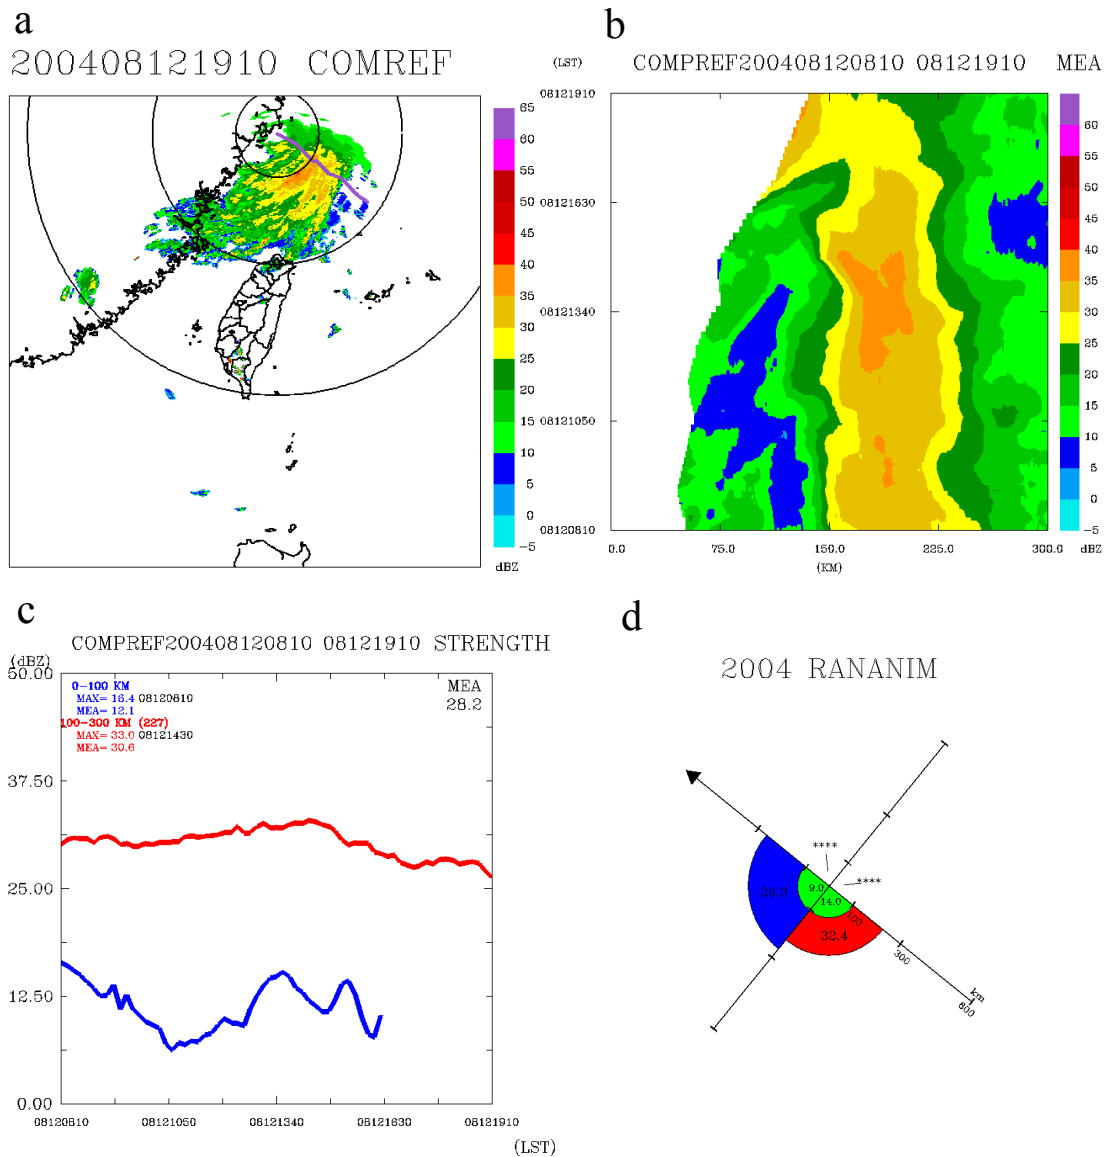 a
200408121910 COMREF
65
60
55
50
45
40
35
30
25
20
15
10
5
0
-5
dBZ
b
(LST) COMPREF200408120810 08121910 MEA
08121910
08121630
08121340
08121050
08120810
0.0 75.0 150.0 225.0 300.0
(KM)
60
55
50
45
40
35
30
25
20
15
10
5
0
-5
dBZ
c
COMPREF200408120810 08121910 STRENGTH
(dBZ)
50.00
37.50
25.00
12.50
0.00
0-100 KM
MAX= 16.4 08120810
MEA= 12.1
100-300 KM (227)
MAX= 33.0 08121430
MEA= 30.6
MEA
28.2
08120810 08121050 08121340 08121630 08121910
(LST)
d
2004 RANANIM
****
****
9.0
14.0
29.3
32.4
100
300
km
600